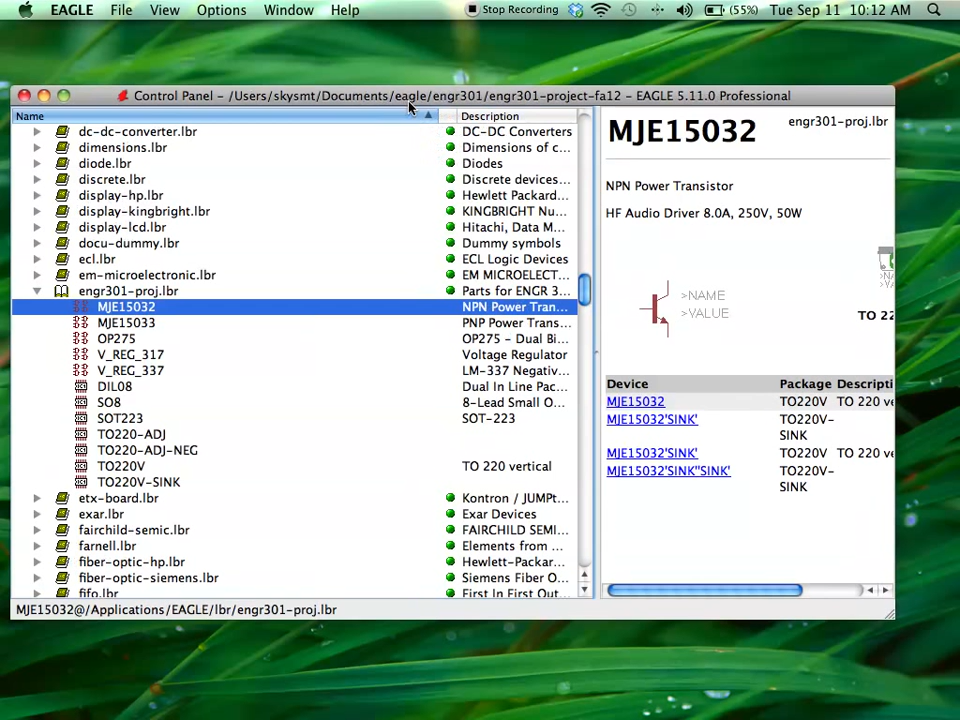 EAGLE File View Options Window Help Stop Recording (55%) Tue Sep 11 10:12 AM
Control Panel – /Users/skysmt/Documents/eagle/engr301/engr301-project-fa12 – EAGLE 5.11.0 Professional
Name Description
dc-dc-converter.lbr DC-DC Converters
dimensions.lbr Dimensions of c...
diode.lbr Diodes
discrete.lbr Discrete devices...
display-hp.lbr Hewlett Packard...
display-kingbright.lbr KINGBRIGHT Nu...
display-lcd.lbr Hitachi, Data M...
docu-dummy.lbr Dummy symbols
ecl.lbr ECL Logic Devices
em-microelectronic.lbr EM MICROELECT...
engr301-proj.lbr Parts for ENGR 3...
MJE15032 NPN Power Tran...
MJE15033 PNP Power Trans...
OP275 OP275 – Dual Bi...
V_REG_317 Voltage Regulator
V_REG_337 LM-337 Negativ...
DIL08 Dual In Line Pac...
SO8 8-Lead Small O...
SOT223 SOT-223
TO220-ADJ
TO220-ADJ-NEG
TO220V TO 220 vertical
TO220V-SINK
etx-board.lbr Kontron / JUMPt...
exar.lbr Exar Devices
fairchild-semic.lbr FAIRCHILD SEMI...
farnell.lbr Elements from ...
fiber-optic-hp.lbr Hewlett-Packar...
fiber-optic-siemens.lbr Siemens Fiber O...
fifo.lbr First In First Out...
MJE15032 engr301-proj.lbr
NPN Power Transistor
HF Audio Driver 8.0A, 250V, 50W
>NAME
>VALUE
TO 22
Device Package Descripti
MJE15032 TO220V TO 220 ve
MJE15032'SINK' TO220V-
SINK
MJE15032'SINK' TO220V TO 220 ve
MJE15032'SINK''SINK' TO220V-
SINK
MJE15032@/Applications/EAGLE/lbr/engr301-proj.lbr